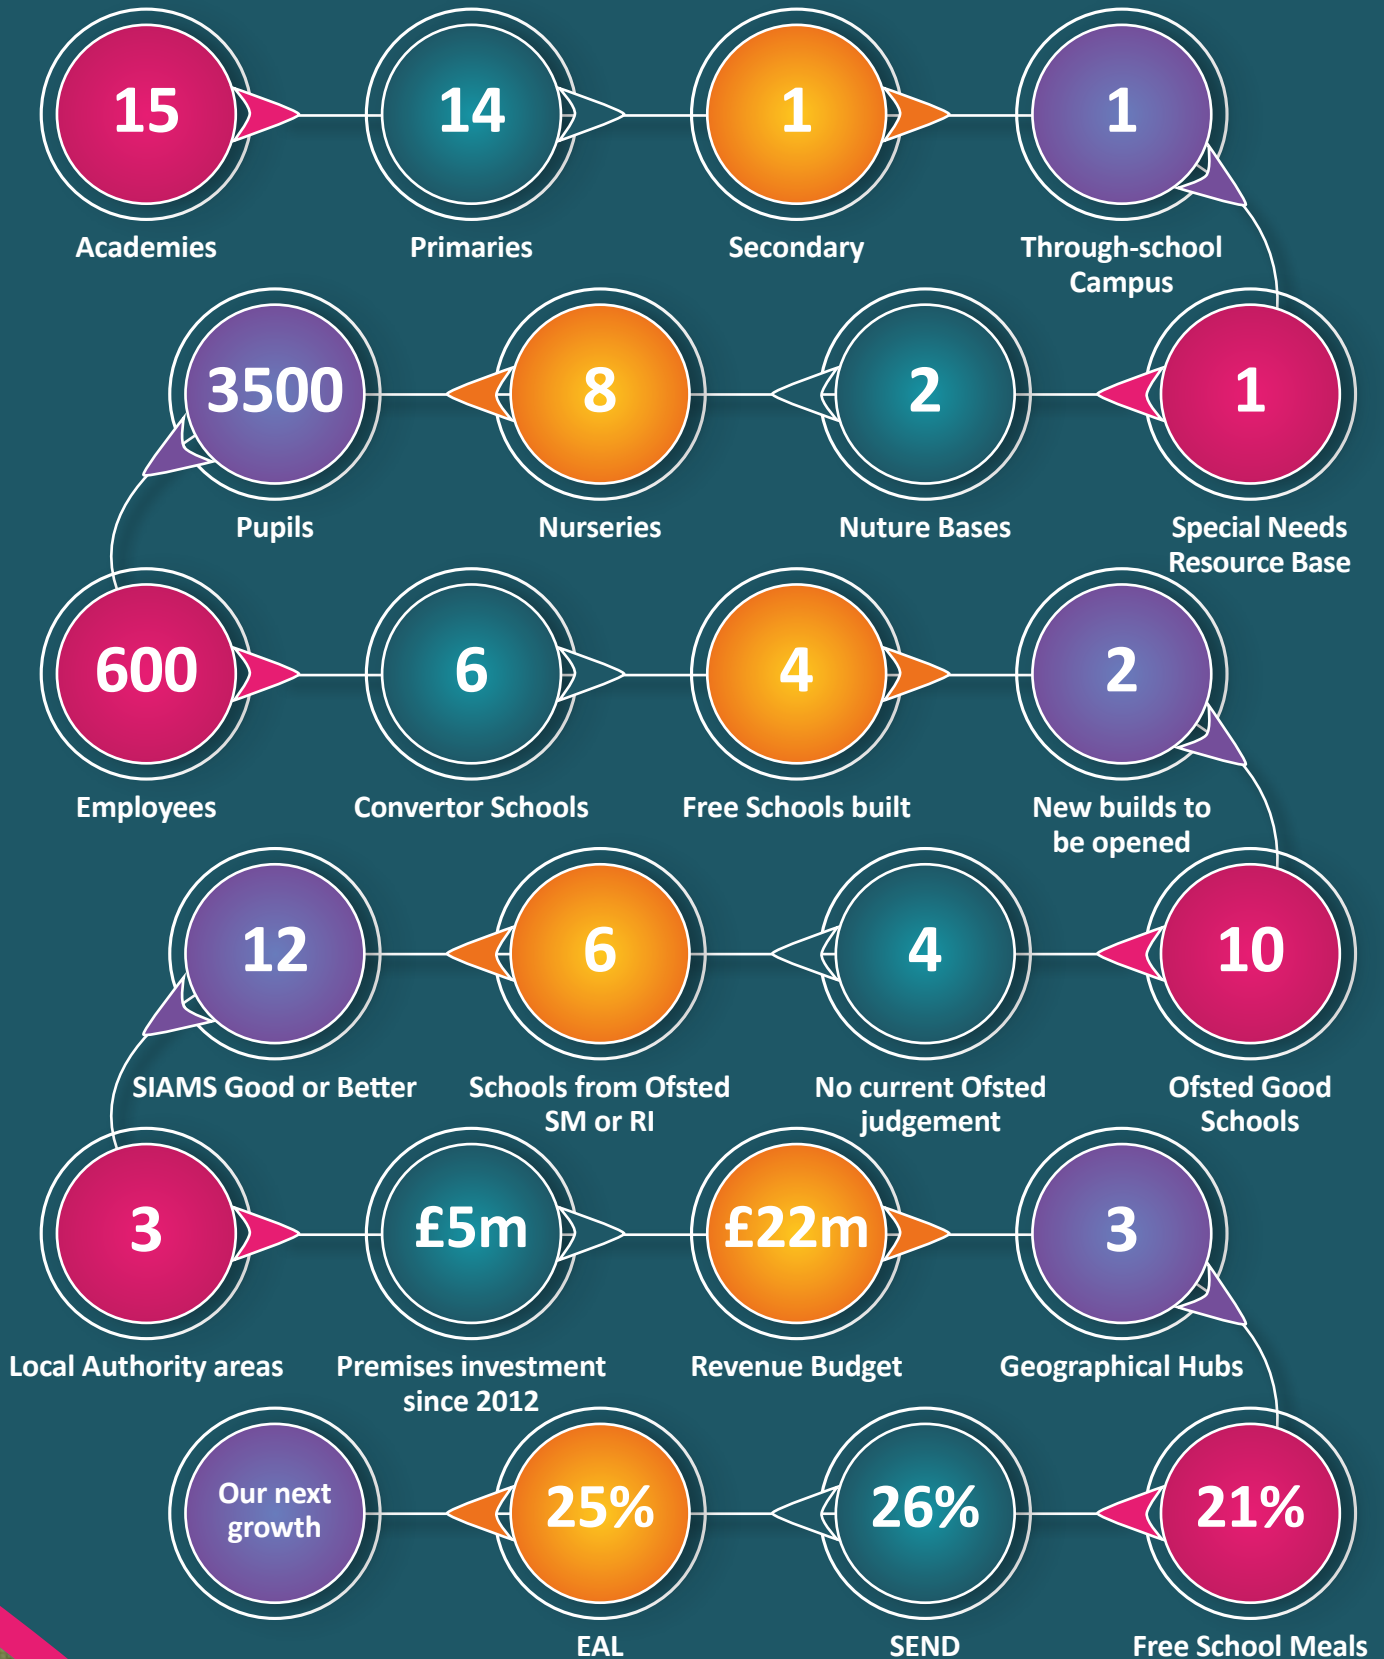 15
14
1
1
Academies
Primaries
Secondary
Through-school
Campus
3500
8
2
1
Pupils
Nurseries
Nuture Bases
Special Needs
Resource Base
600
6
4
2
Employees
Convertor Schools
Free Schools built
New builds to
be opened
12
6
4
10
SIAMS Good or Better
Schools from Ofsted
SM or RI
No current Ofsted
judgement
Ofsted Good
Schools
3
£5m
£22m
3
Local Authority areas
Premises investment
since 2012
Revenue Budget
Geographical Hubs
Our next
growth
25%
26%
21%
EAL
SEND
Free School Meals